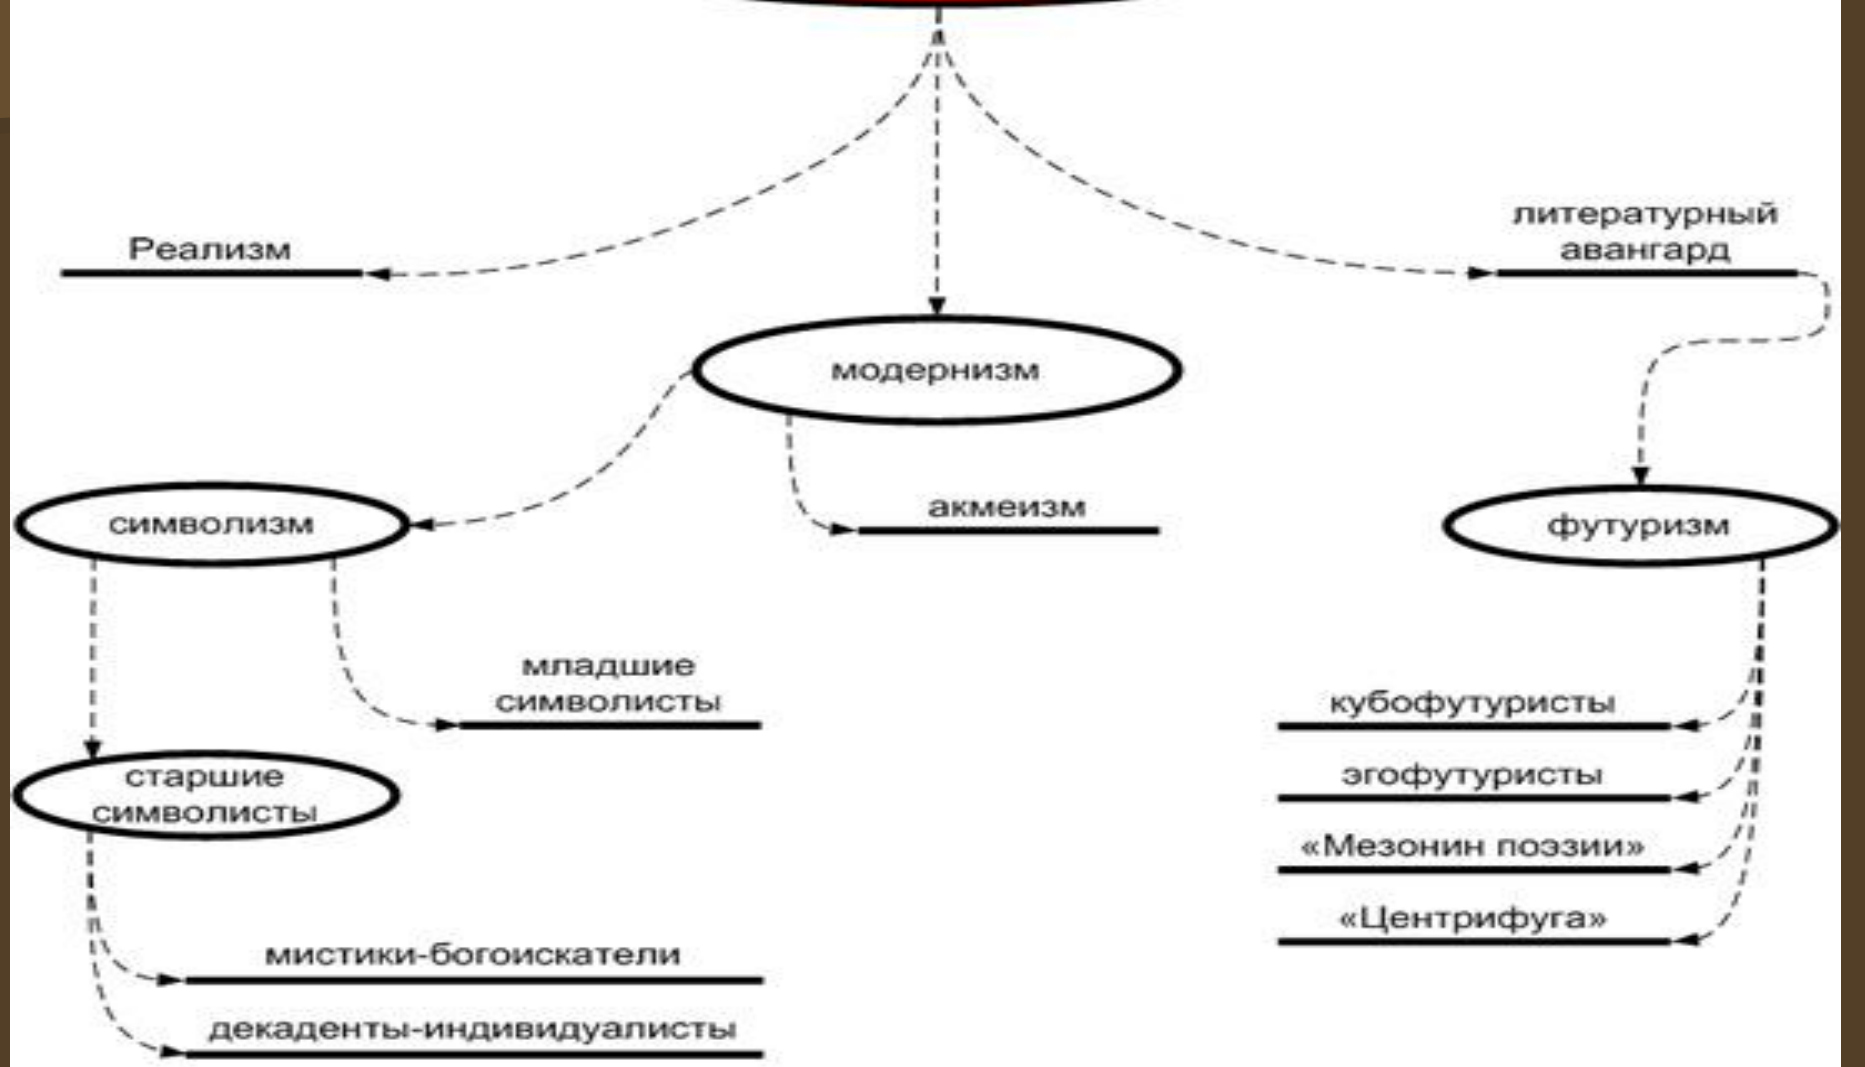 литературный
авангард
Реализм
модернизм
символизм
акмеизм
футуризм
младшие
символисты
кубофутуристы
старшие
символисты
эгофутуристы
«Мезонин поэзии»
«Центрифуга»
мистики-богоискатели
декаденты-индивидуалисты